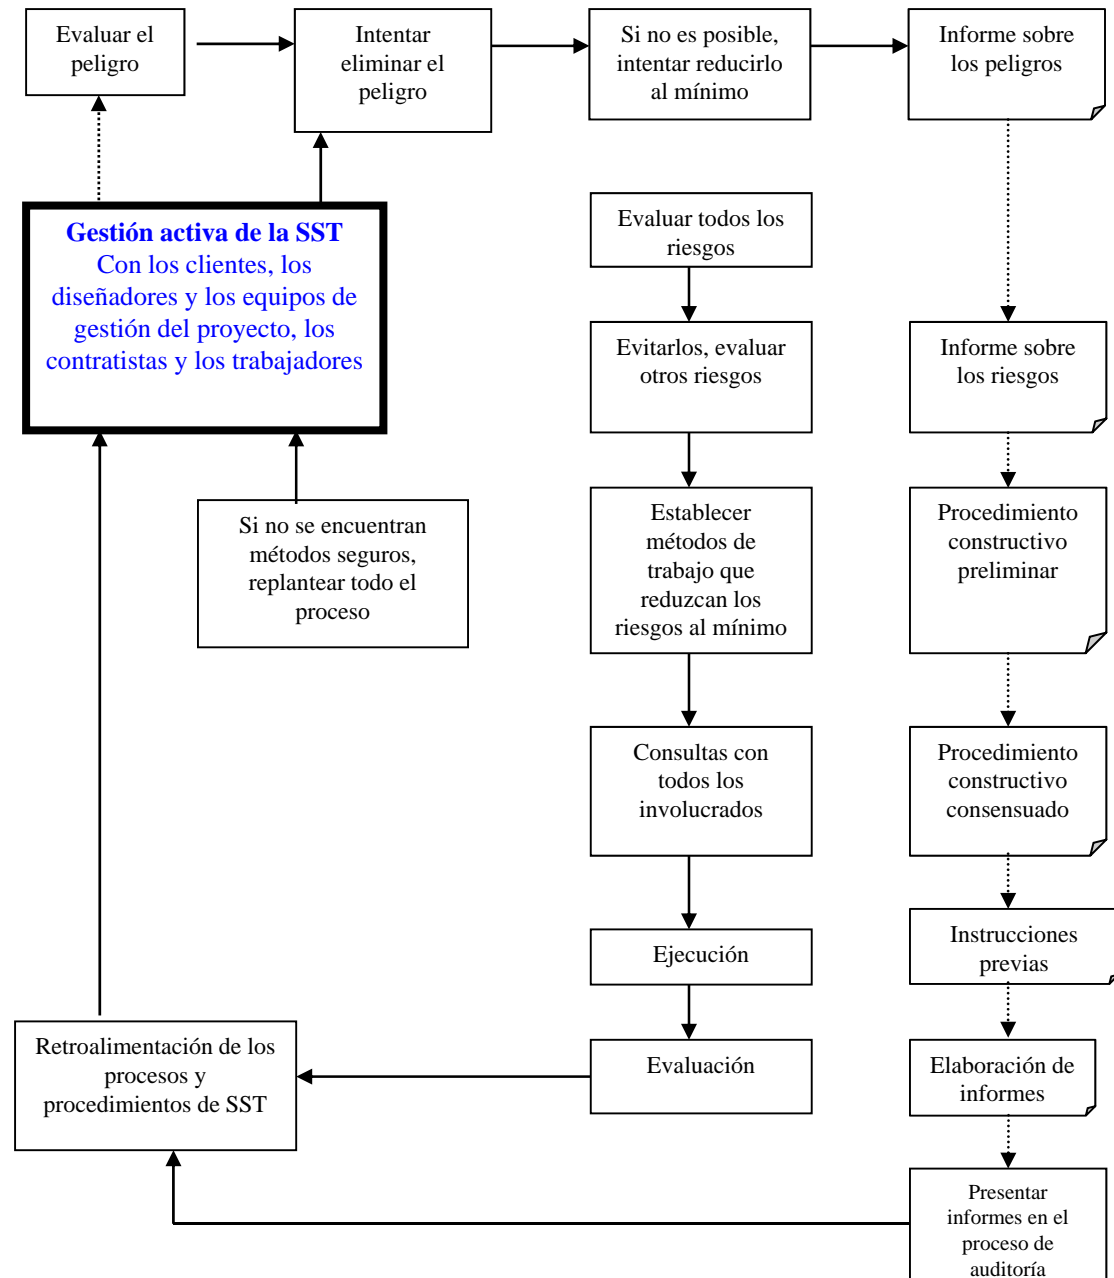 Evaluar el
peligro
Intentar
eliminar el
peligro
Si no es posible,
intentar reducirlo
al mínimo
Informe sobre
los peligros
Gestión activa de la SST
Con los clientes, los
diseñadores y los equipos de
gestión del proyecto, los
contratistas y los trabajadores
Evaluar todos los
riesgos
Evitarlos, evaluar
otros riesgos
Informe sobre
los riesgos
Si no se encuentran
métodos seguros,
replantear todo el
proceso
Establecer
métodos de
trabajo que
reduzcan los
riesgos al mínimo
Procedimiento
constructivo
preliminar
Consultas con
todos los
involucrados
Procedimiento
constructivo
consensuado
Ejecución
Instrucciones
previas
Retroalimentación de los
procesos y
procedimientos de SST
Evaluación
Elaboración de
informes
Presentar
informes en el
proceso de
auditoría